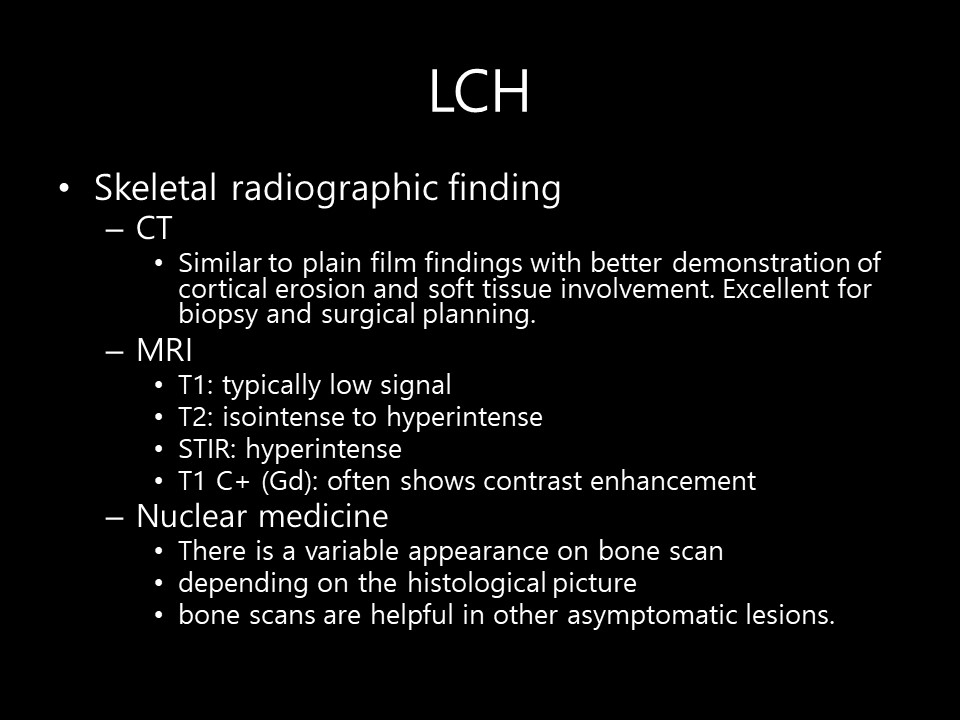 LCH
• Skeletal radiographic finding
– CT
• Similar to plain film findings with better demonstration of
cortical erosion and soft tissue involvement. Excellent for
biopsy and surgical planning.
– MRI
• T1: typically low signal
• T2: isointense to hyperintense
• STIR: hyperintense
• T1 C+ (Gd): often shows contrast enhancement
– Nuclear medicine
• There is a variable appearance on bone scan
• depending on the histological picture
• bone scans are helpful in other asymptomatic lesions.